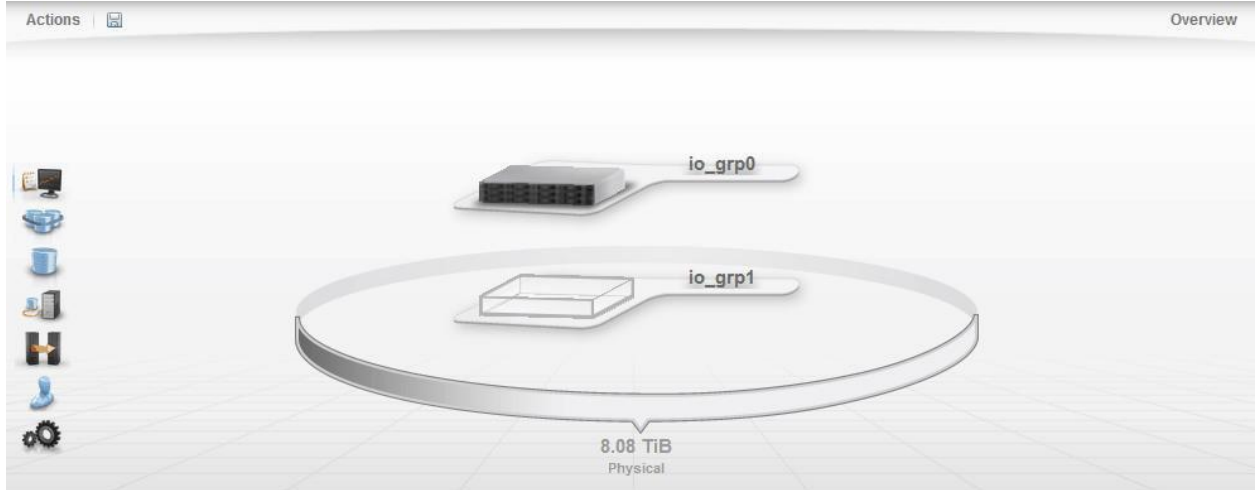 Actions
Overview
io_grp0
io_grp1
8.08 TiB
Physical